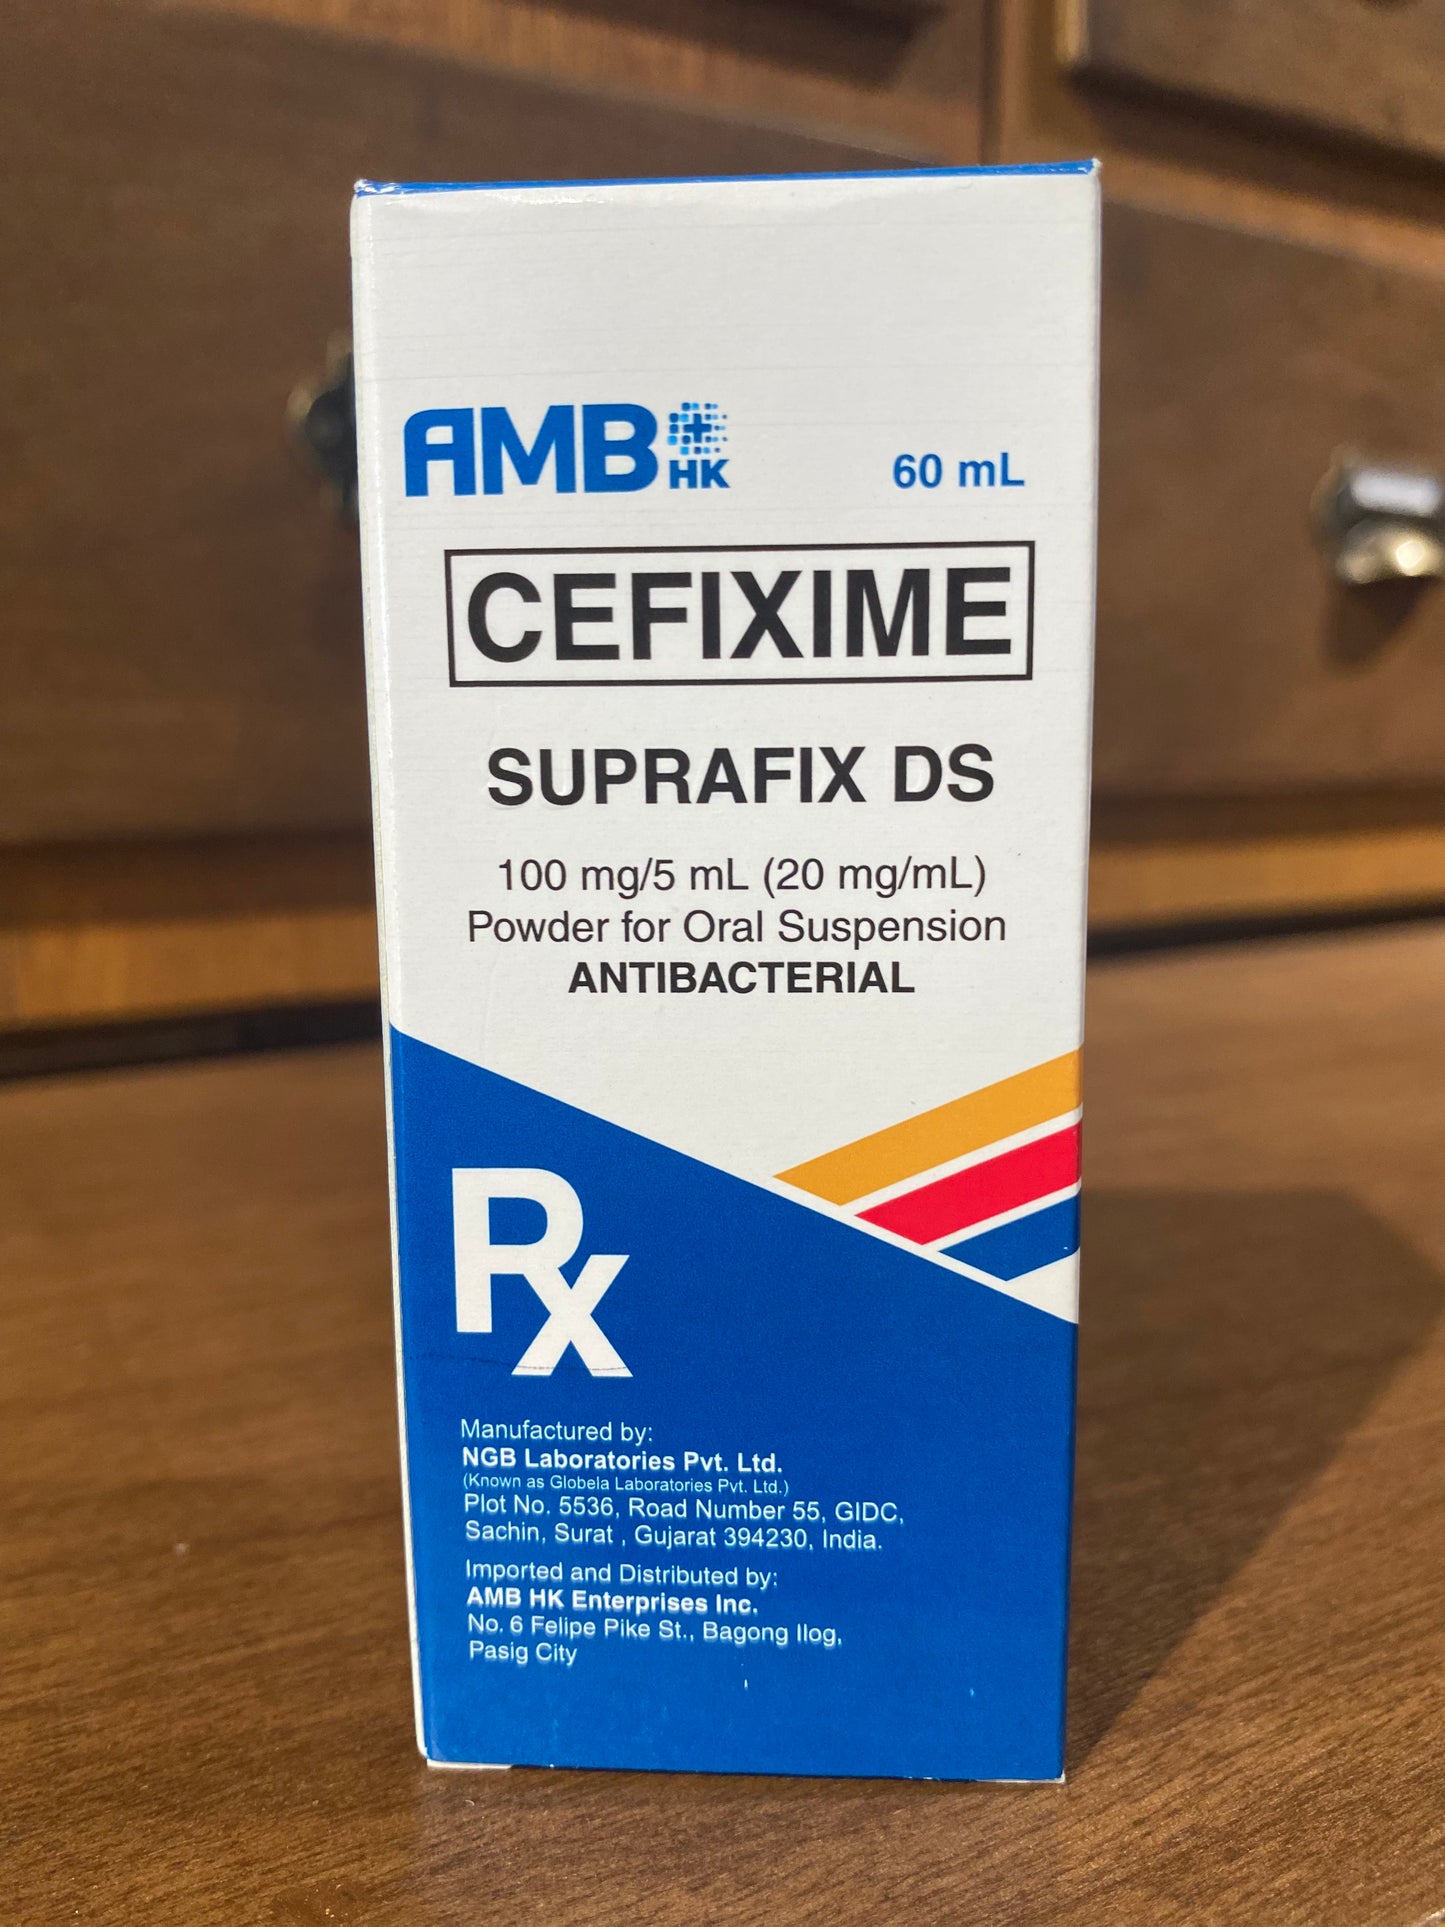 AMB HK
60 mL
CEFIXIME
SUPRAFIX DS
100 mg/5 mL (20 mg/mL)
Powder for Oral Suspension
ANTIBACTERIAL
Rx
Manufactured by:
NGB Laboratories Pvt. Ltd.
(Known as Globela Laboratories Pvt. Ltd.)
Plot No. 5536, Road Number 55, GIDC,
Sachin, Surat , Gujarat 394230, India.
Imported and Distributed by:
AMB HK Enterprises Inc.
No. 6 Felipe Pike St., Bagong Ilog,
Pasig City